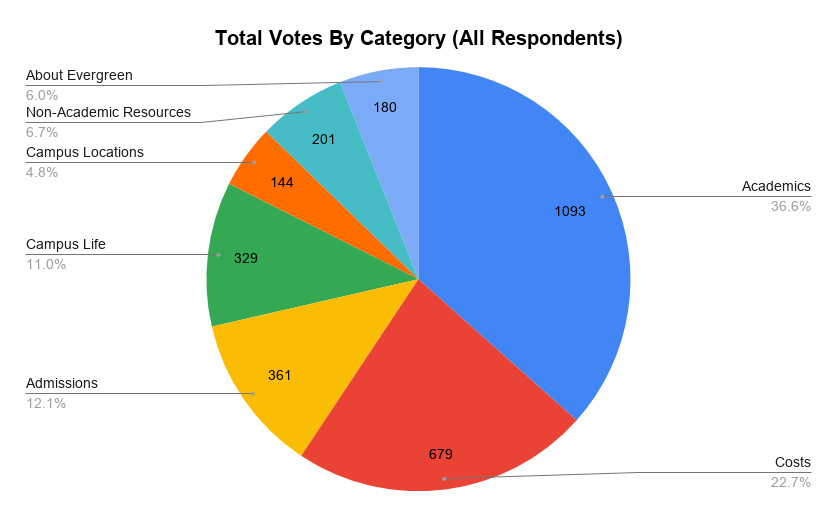 Total Votes By Category (All Respondents)
About Evergreen
6.0%
Non-Academic Resources
6.7%
Campus Locations
4.8%
Campus Life
11.0%
Admissions
12.1%
180
201
144
329
361
679
1093
Academics
36.6%
Costs
22.7%